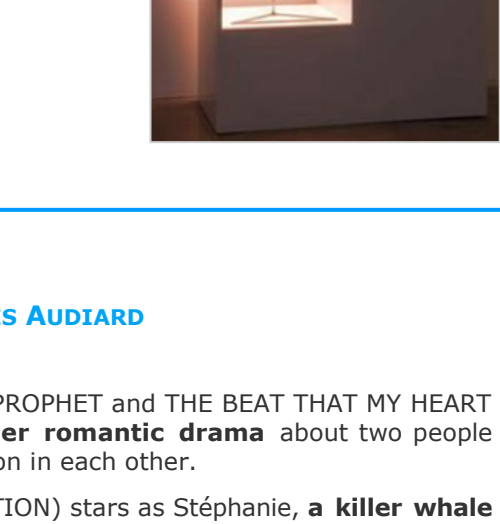 S AUDIARD
PROPHET and THE BEAT THAT MY HEART
er romantic drama about two people
on in each other.
TION) stars as Stéphanie, a killer whale